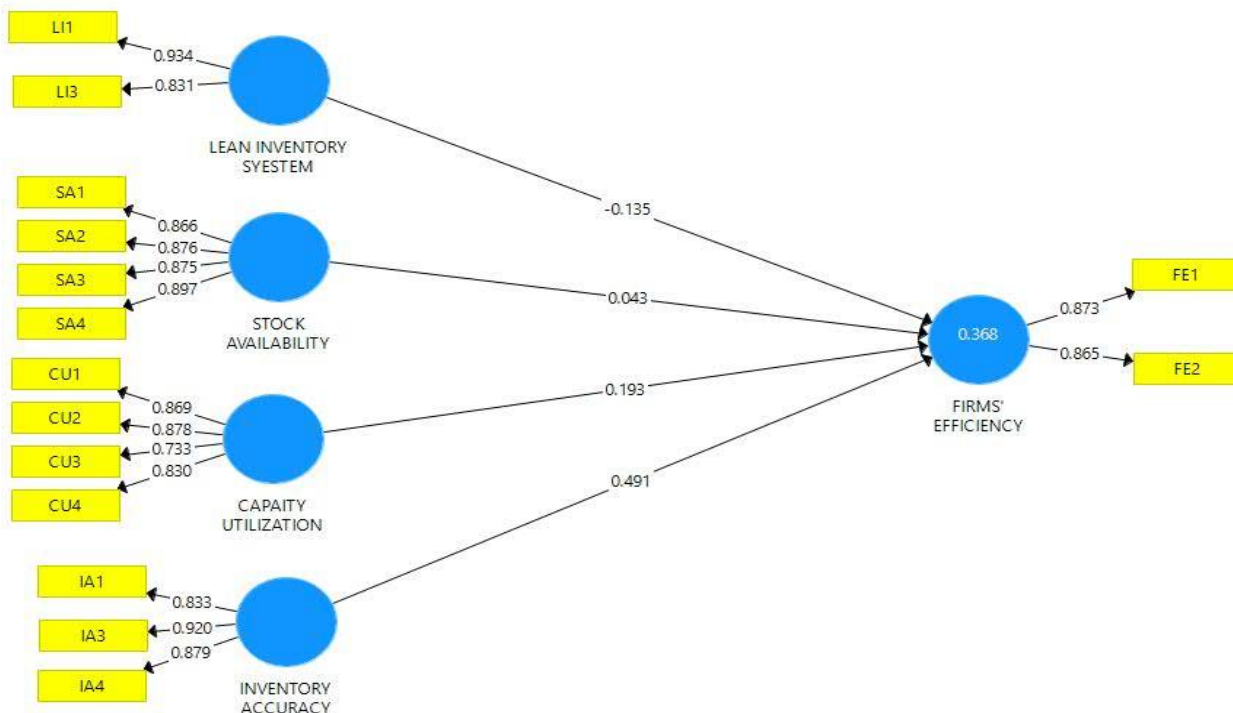 LI1
0.934
LI3
0.831
LEAN INVENTORY
SYESTEM
-0.135
SA1
0.866
SA2
0.876
SA3
0.875
SA4
0.897
STOCK
AVAILABILITY
0.043
CU1
0.869
CU2
0.878
CU3
0.733
CU4
0.830
CAPAITY
UTILIZATION
0.193
IA1
0.833
IA3
0.920
IA4
0.879
INVENTORY
ACCURACY
0.491
0.368
FIRMS'
EFFICIENCY
0.873
FE1
0.865
FE2